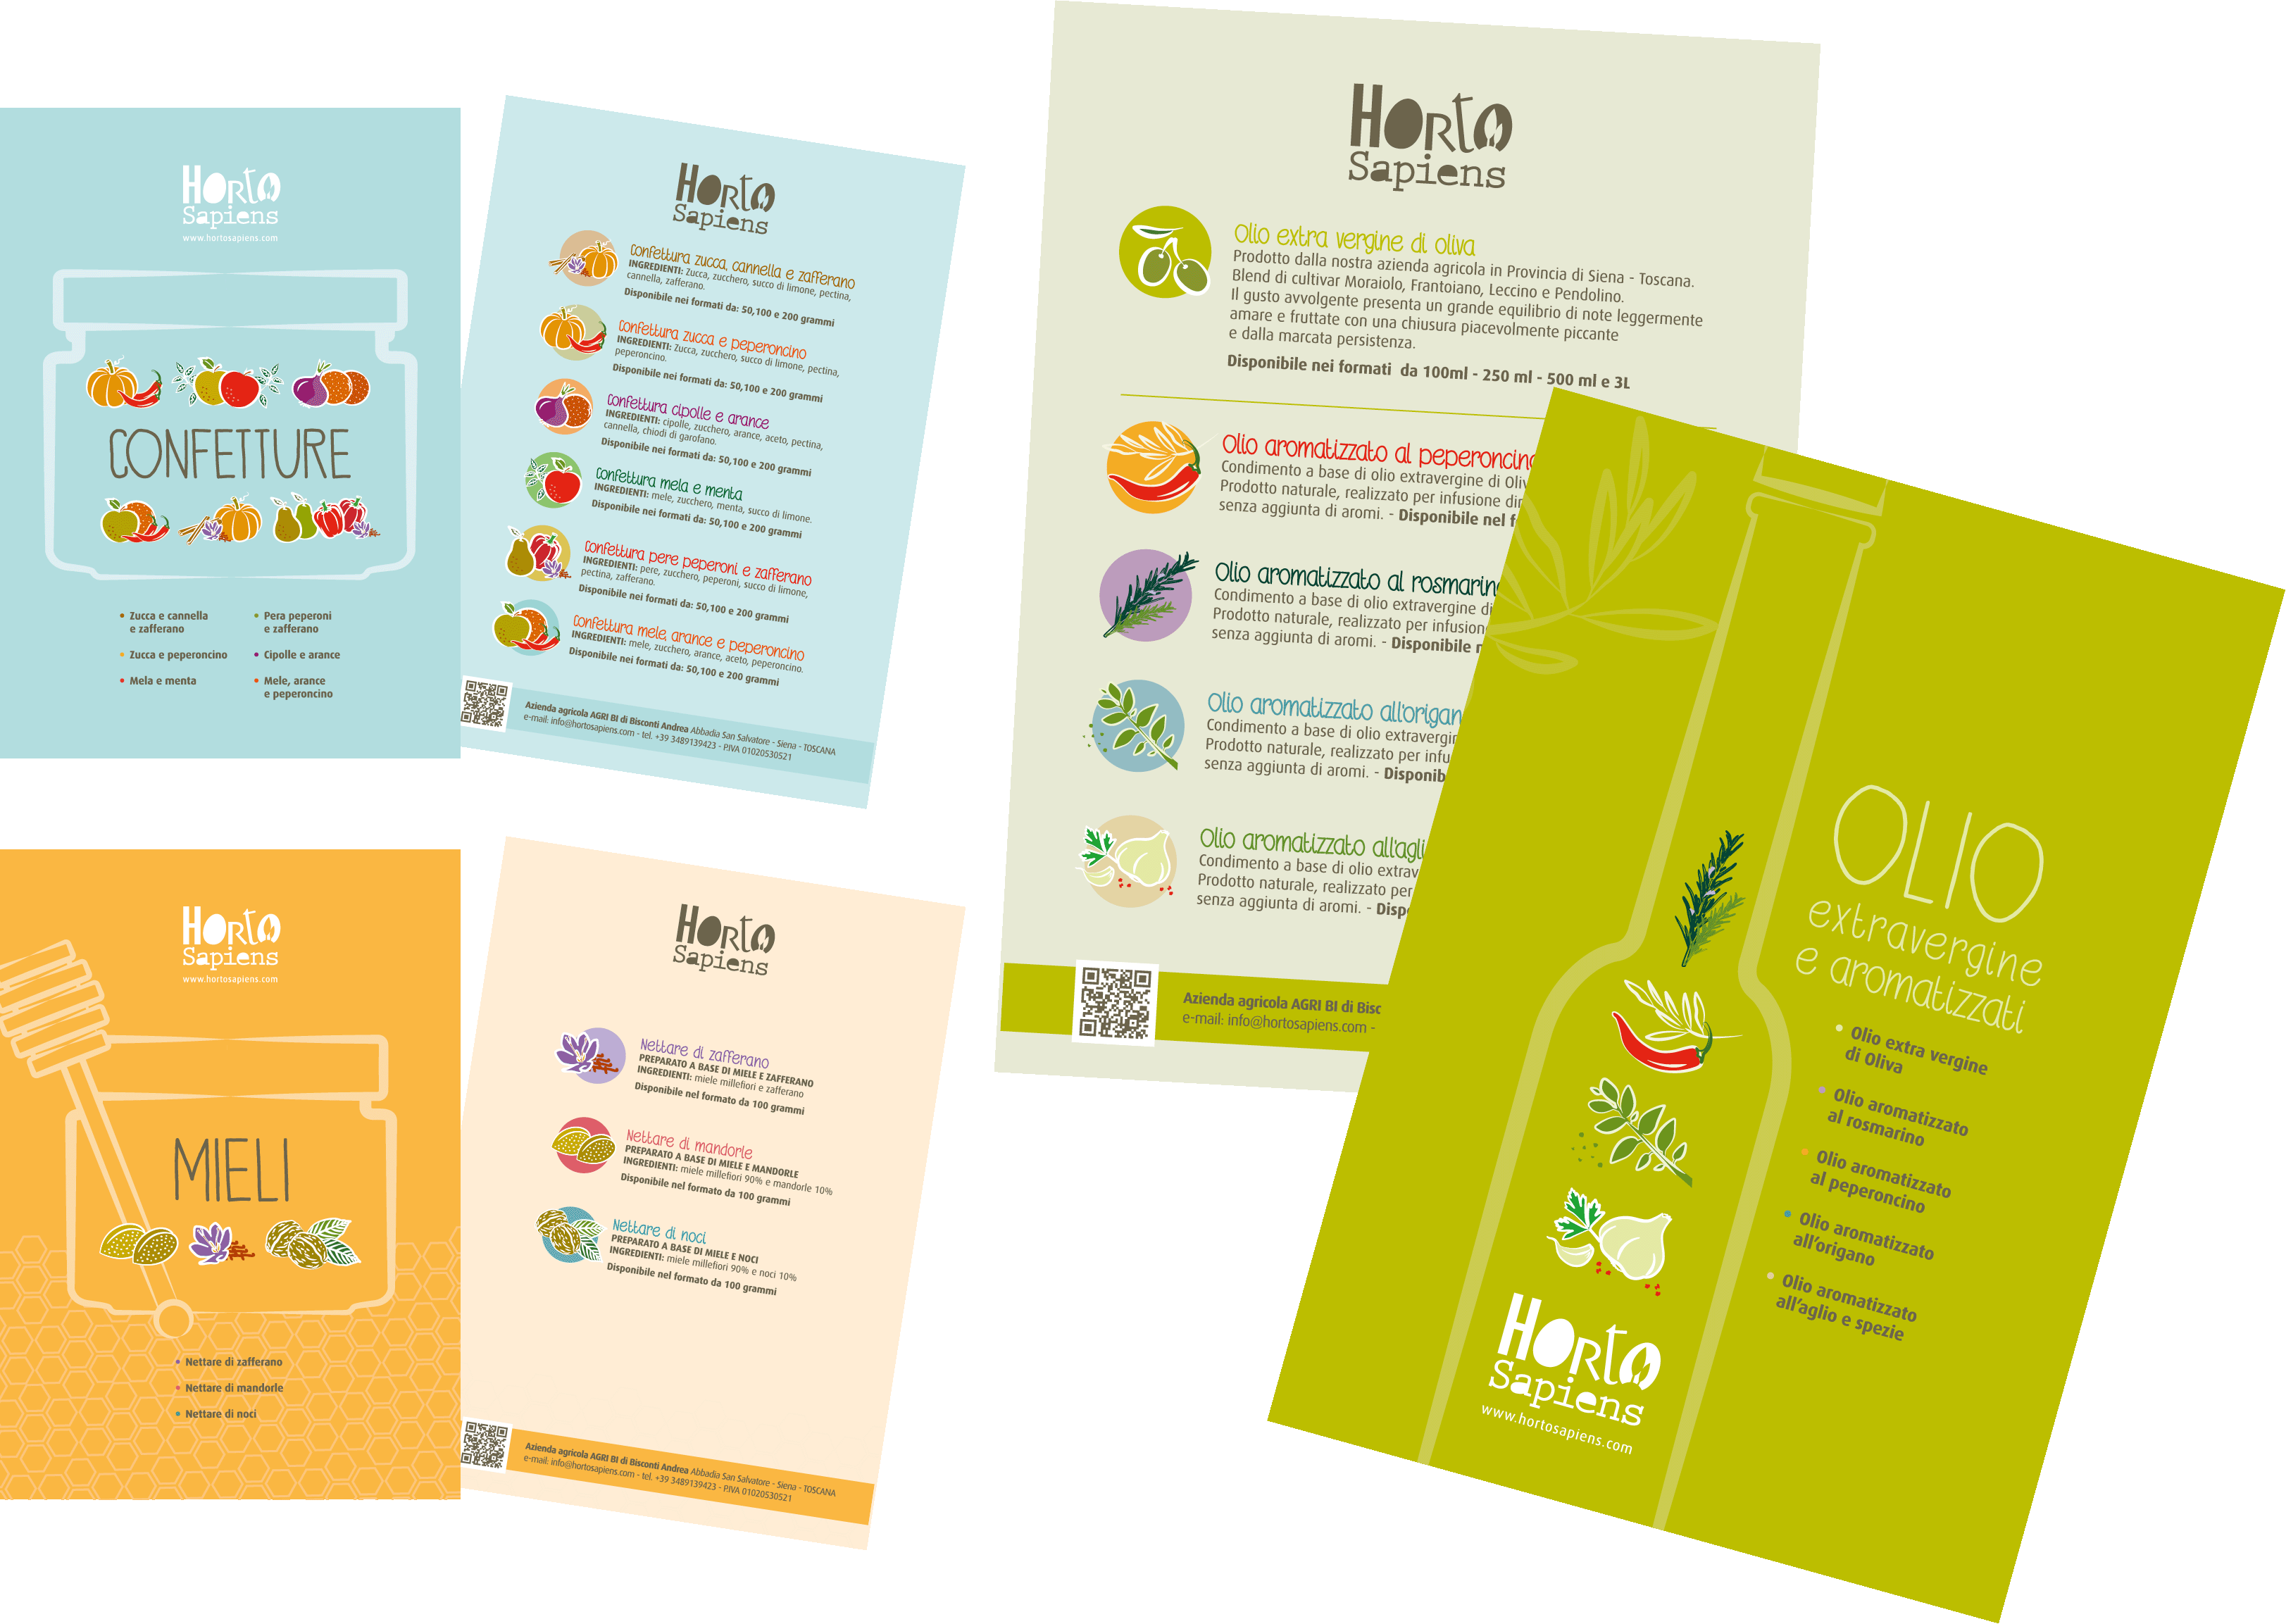 Horto
Sapiens
www.hortosapiens.com
CONFETTURE
• Zucca e cannella
e zafferano
• Zucca e peperoncino
• Mela e menta
• Pera peperoni
e zafferano
• Cipolle e arance
• Mele, arance
e peperoncino
Horto
Sapiens
Confettura zucca, cannella e zafferano
INGREDIENTI: Zucca, zucchero, succo di limone, pectina,
cannella, zafferano.
Disponibile nei formati da: 50,100 e 200 grammi
Confettura zucca e peperoncino
INGREDIENTI: Zucca, zucchero, succo di limone, pectina,
peperoncino.
Disponibile nei formati da: 50,100 e 200 grammi
Confettura cipolle e arance
INGREDIENTI: cipolle, zucchero, arance, aceto, pectina,
cannella, chiodi di garofano.
Disponibile nei formati da: 50,100 e 200 grammi
Confettura mela e menta
INGREDIENTI: mele, zucchero, menta, succo di limone.
Disponibile nei formati da: 50,100 e 200 grammi
Confettura pere peperoni e zafferano
INGREDIENTI: pere, zucchero, peperoni, succo di limone,
pectina, zafferano.
Disponibile nei formati da: 50,100 e 200 grammi
Confettura mele, arance e peperoncino
INGREDIENTI: mele, zucchero, arance, aceto, peperoncino.
Disponibile nei formati da: 50,100 e 200 grammi
Azienda agricola AGRI BI di Bisconti Andrea Abbadia San Salvatore - Siena - TOSCANA
e-mail: info@hortosapiens.com - tel. +39 3489139423 - P.IVA 01020530521
Horto
Sapiens
www.hortosapiens.com
MIELI
• Nettare di zafferano
• Nettare di mandorle
• Nettare di noci
Horto
Sapiens
Nettare di zafferano
PREPARATO A BASE DI MIELE E ZAFFERANO
INGREDIENTI: miele millefiori e zafferano
Disponibile nel formato da 100 grammi
Nettare di mandorle
PREPARATO A BASE DI MIELE E MANDORLE
INGREDIENTI: miele millefiori 90% e mandorle 10%
Disponibile nel formato da 100 grammi
Nettare di noci
PREPARATO A BASE DI MIELE E NOCI
INGREDIENTI: miele millefiori 90% e noci 10%
Disponibile nel formato da 100 grammi
Azienda agricola AGRI BI di Bisconti Andrea Abbadia San Salvatore - Siena - TOSCANA
e-mail: info@hortosapiens.com - tel. +39 3489139423 - P.IVA 01020530521
Horto
Sapiens
Olio extra vergine di oliva
Prodotto dalla nostra azienda agricola in Provincia di Siena - Toscana.
Blend di cultivar Moraiolo, Frantoiano, Leccino e Pendolino.
Il gusto avvolgente presenta un grande equilibrio di note leggermente
amare e fruttate con una chiusura piacevolmente piccante
e dalla marcata persistenza.
Disponibile nei formati da 100ml - 250 ml - 500 ml e 3L
Olio aromatizzato al peperoncino
Condimento a base di olio extravergine di Oliv
Prodotto naturale, realizzato per infusione dir
senza aggiunta di aromi. - Disponibile nel f
Olio aromatizzato al rosmarino
Condimento a base di olio extravergine di
Prodotto naturale, realizzato per infusion
senza aggiunta di aromi. - Disponibile n
Olio aromatizzato all'origan
Condimento a base di olio extravergin
Prodotto naturale, realizzato per infu
senza aggiunta di aromi. - Disponib
Olio aromatizzato all'agli
Condimento a base di olio extrav
Prodotto naturale, realizzato per
senza aggiunta di aromi. - Disp
Azienda agricola AGRI BI di Bisc
e-mail: info@hortosapiens.com -
OLIO
extravergine
e aromatizzati
• Olio extra vergine
di Oliva
• Olio aromatizzato
al rosmarino
• Olio aromatizzato
al peperoncino
• Olio aromatizzato
all'origano
• Olio aromatizzato
all'aglio e spezie
Horto
Sapiens
www.hortosapiens.com